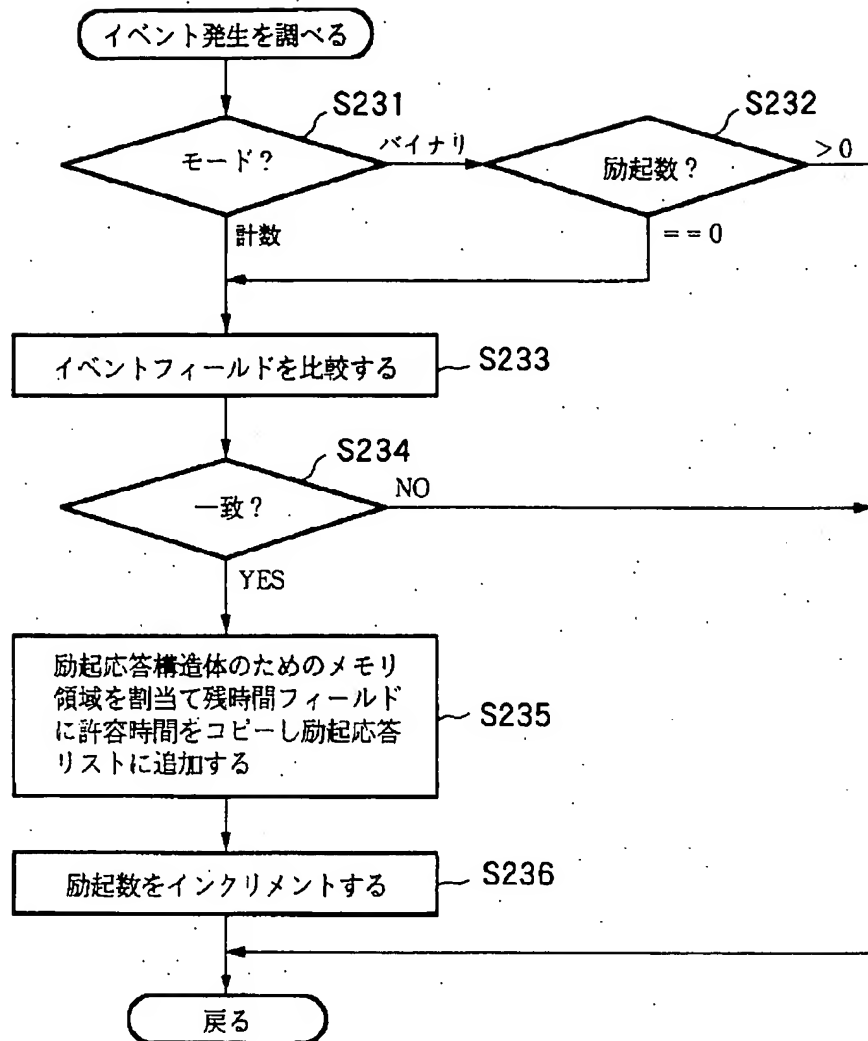 イベント発生を調べる
S231
モード?
バイナリ
S232
励起数?
>0
計数
==0
イベントフィールドを比較する
S233
S234
一致?
NO
YES
励起応答構造体のためのメモリ
領域を割当て残時間フィールド
に許容時間をコピーし励起応答
リストに追加する
S235
励起数をインクリメントする
S236
戻る